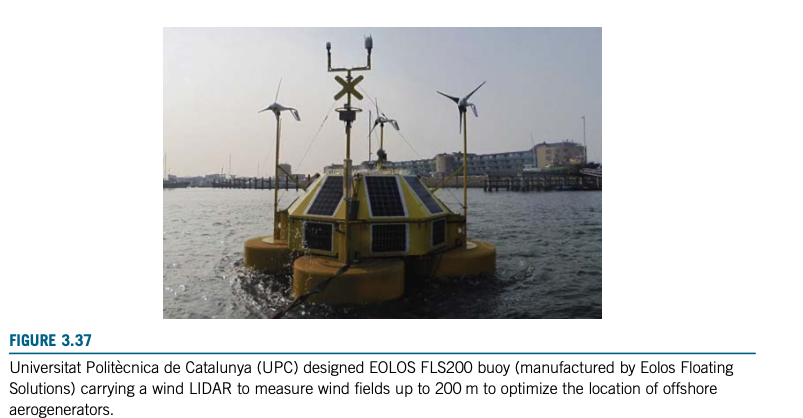 FIGURE 3.37
Universitat Politècnica de Catalunya (UPC) designed EOLOS FLS200 buoy (manufactured by Eolos Floating
Solutions) carrying a wind LIDAR to measure wind fields up to 200 m to optimize the location of offshore
aerogenerators.